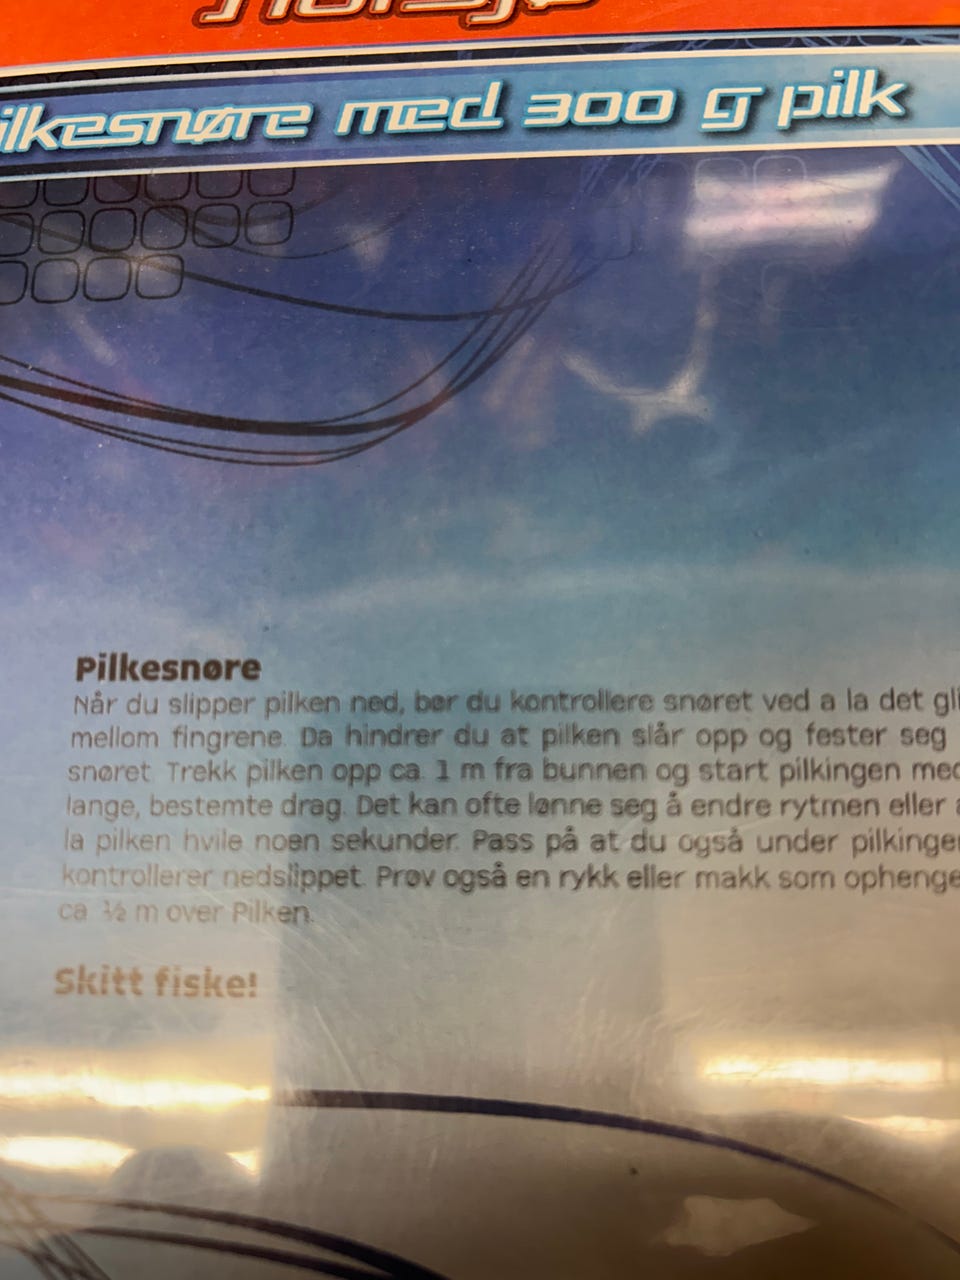 ilkesnøre med 300 g pilk
Pilkesnøre
Når du slipper pilken ned, bør du kontrollere snøret ved a la det gli
mellom fingrene. Da hindrer du at pilken slår opp og fester seg
snøret. Trekk pilken opp ca. 1 m fra bunnen og start pilkingen med
lange, bestemte drag. Det kan ofte lønne seg å endre rytmen eller å
la pilken hvile noen sekunder. Pass på at du også under pilkingen
kontrollerer nedslippet. Prøv også en rykk eller makk som ophenge
ca. ½ m over Pilken.
Skitt fiske!